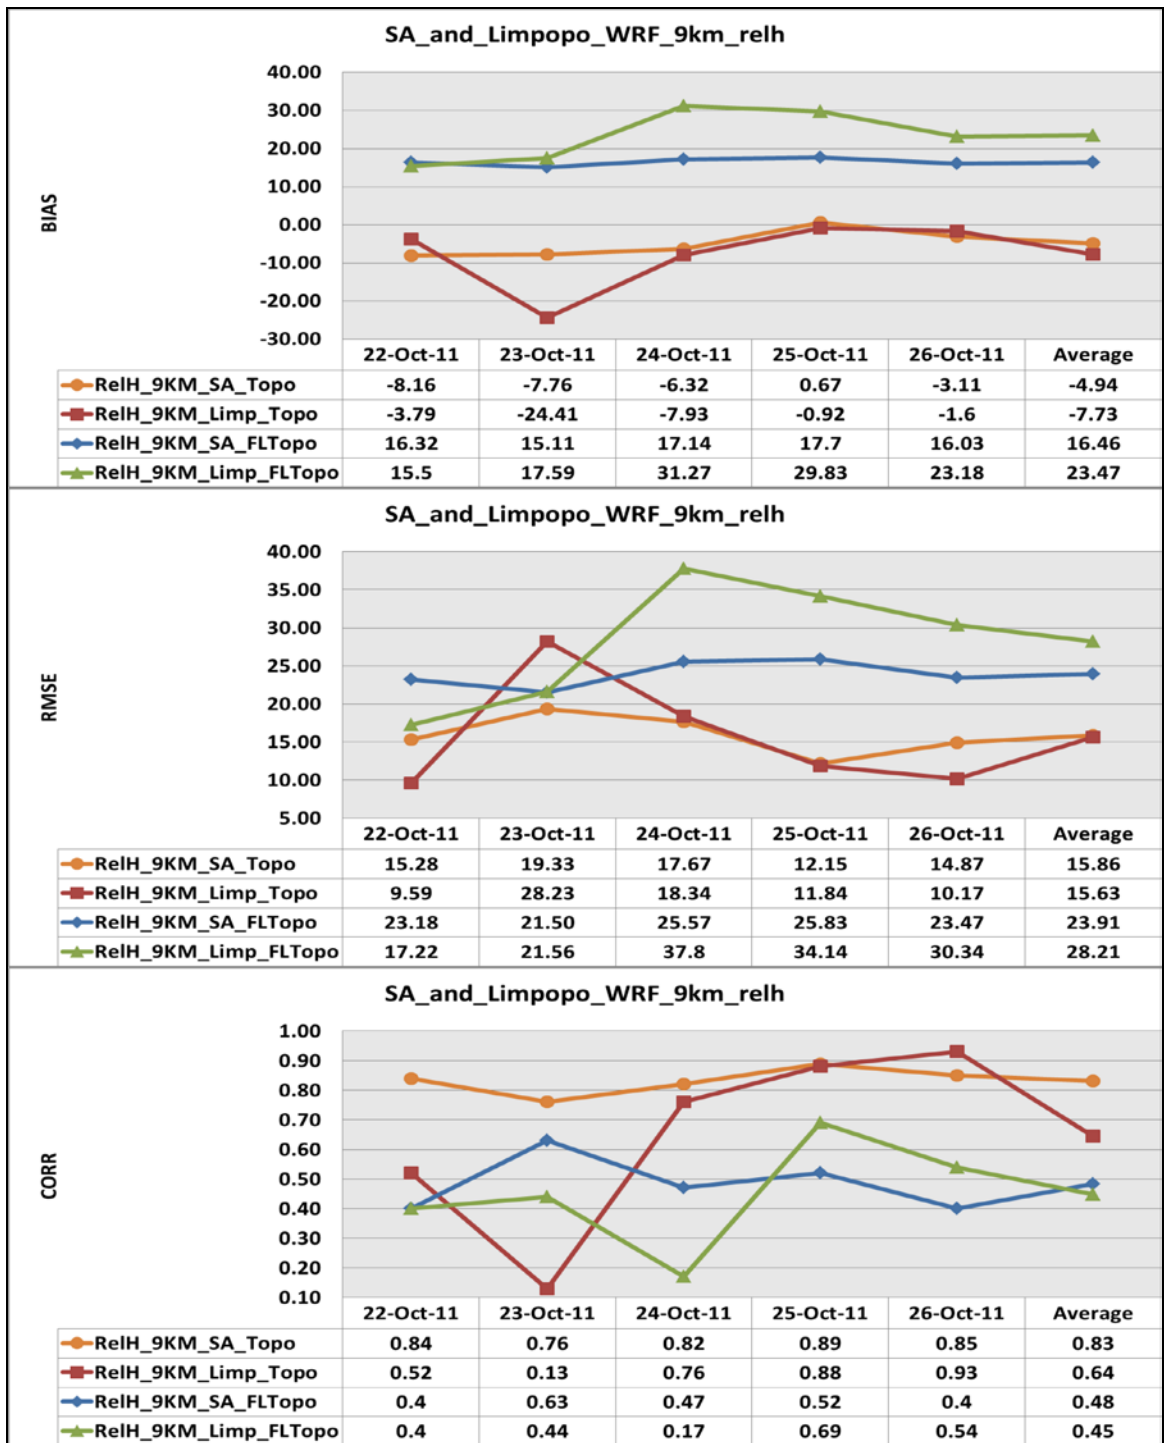 SA_and_Limpopo_WRF_9km_relh
BIAS
40.00
30.00
20.00
10.00
0.00
-10.00
-20.00
-30.00
22-Oct-11 23-Oct-11 24-Oct-11 25-Oct-11 26-Oct-11 Average
RelH_9KM_SA_Topo -8.16 -7.76 -6.32 0.67 -3.11 -4.94
RelH_9KM_Limp_Topo -3.79 -24.41 -7.93 -0.92 -1.6 -7.73
RelH_9KM_SA_FLTopo 16.32 15.11 17.14 17.7 16.03 16.46
RelH_9KM_Limp_FLTopo 15.5 17.59 31.27 29.83 23.18 23.47
SA_and_Limpopo_WRF_9km_relh
RMSE
40.00
35.00
30.00
25.00
20.00
15.00
10.00
5.00
22-Oct-11 23-Oct-11 24-Oct-11 25-Oct-11 26-Oct-11 Average
RelH_9KM_SA_Topo 15.28 19.33 17.67 12.15 14.87 15.86
RelH_9KM_Limp_Topo 9.59 28.23 18.34 11.84 10.17 15.63
RelH_9KM_SA_FLTopo 23.18 21.50 25.57 25.83 23.47 23.91
RelH_9KM_Limp_FLTopo 17.22 21.56 37.8 34.14 30.34 28.21
SA_and_Limpopo_WRF_9km_relh
CORR
1.00
0.90
0.80
0.70
0.60
0.50
0.40
0.30
0.20
0.10
22-Oct-11 23-Oct-11 24-Oct-11 25-Oct-11 26-Oct-11 Average
RelH_9KM_SA_Topo 0.84 0.76 0.82 0.89 0.85 0.83
RelH_9KM_Limp_Topo 0.52 0.13 0.76 0.88 0.93 0.64
RelH_9KM_SA_FLTopo 0.4 0.63 0.47 0.52 0.4 0.48
RelH_9KM_Limp_FLTopo 0.4 0.44 0.17 0.69 0.54 0.45